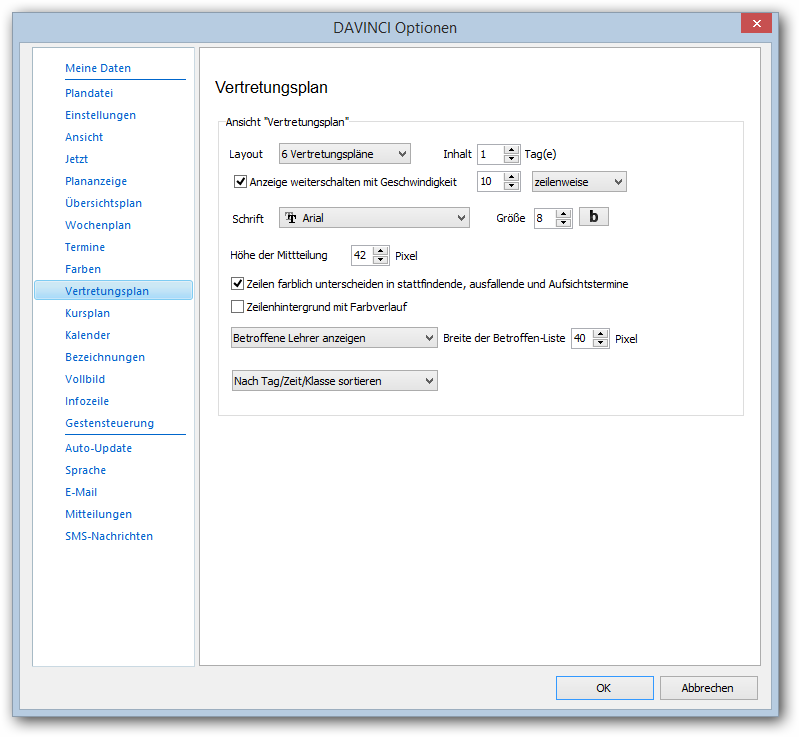 DAVINCI Optionen
Meine Daten
Plandatei
Einstellungen
Ansicht
Jetzt
Plananzeige
Übersichtsplan
Wochenplan
Termine
Farben
Vertretungsplan
Kursplan
Kalender
Bezeichnungen
Vollbild
Infozeile
Gestensteuerung
Auto-Update
Sprache
E-Mail
Mitteilungen
SMS-Nachrichten
Vertretungsplan
Ansicht "Vertretungsplan"
Layout 6 Vertretungspläne Inhalt 1 Tag(e)
Anzeige weiterschalten mit Geschwindigkeit 10 zeilenweise
Schrift Arial Größe 8 b
Höhe der Mittteilung 42 Pixel
Zeilen farblich unterscheiden in stattfindende, ausfallende und Aufsichtstermine
Zeilenhintergrund mit Farbverlauf
Betroffene Lehrer anzeigen Breite der Betroffen-Liste 40 Pixel
Nach Tag/Zeit/Klasse sortieren
OK Abbrechen